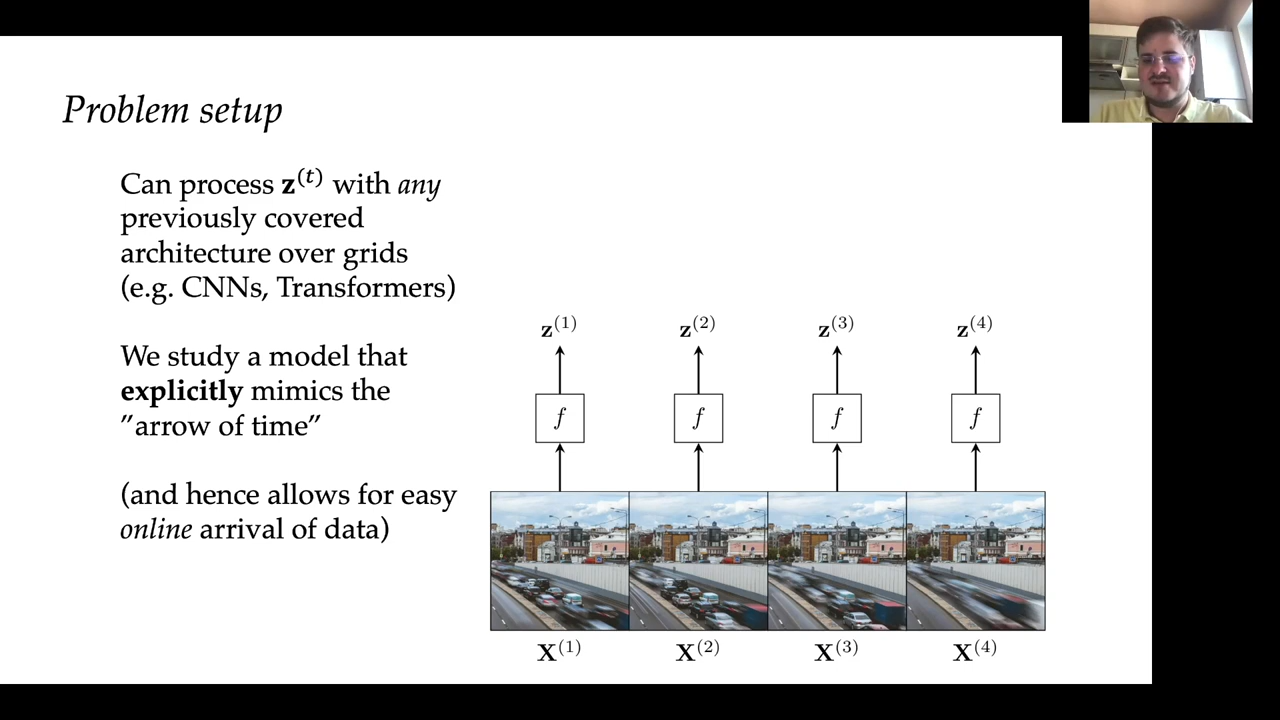 Problem setup
Can process z^(t) with any
previously covered
architecture over grids
(e.g. CNNs, Transformers)
We study a model that
explicitly mimics the
”arrow of time”
(and hence allows for easy
online arrival of data)
z^(1) z^(2) z^(3) z^(4)
f f f f
X^(1) X^(2) X^(3) X^(4)